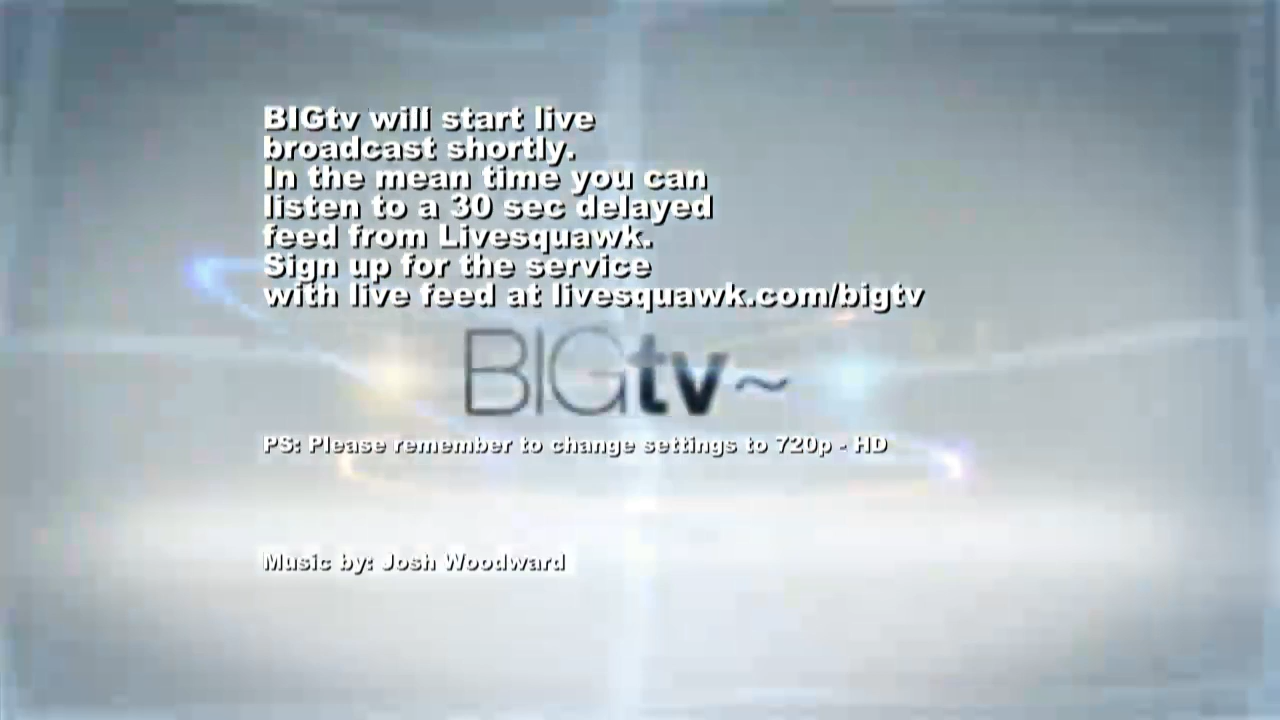 BIGtv will start live
broadcast shortly.
In the mean time you can
listen to a 30 sec delayed
feed from Livesquawk.
Sign up for the service
with live feed at livesquawk.com/bigtv
BIGtv~
PS: Please remember to change settings to 720p - HD
Music by: Josh Woodward